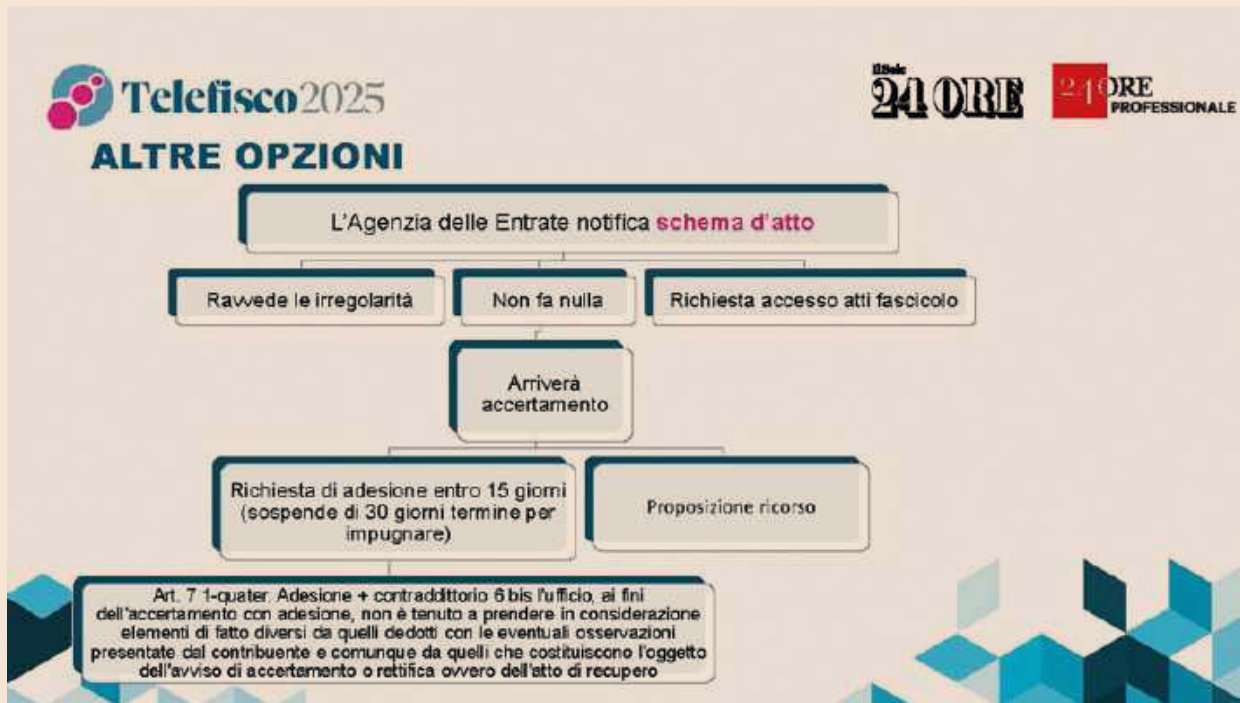 Telefisco 2025
Il Sole
24 ORE
24 ORE
PROFESSIONALE
ALTRE OPZIONI
L'Agenzia delle Entrate notifica schema d'atto
Ravvede le irregolarità
Non fa nulla
Richiesta accesso atti fascicolo
Arriverà
accertamento
Richiesta di adesione entro 15 giorni
(sospende di 30 giorni termine per
impugnare)
Proposizione ricorso
Art. 7 1-quater. Adesione + contraddittorio 6 bis l'ufficio, ai fini
dell'accertamento con adesione, non è tenuto a prendere in considerazione
elementi di fatto diversi da quelli dedotti con le eventuali osservazioni
presentate dal contribuente e comunque da quelli che costituiscono l'oggetto
dell'avviso di accertamento o rettifica ovvero dell'atto di recupero